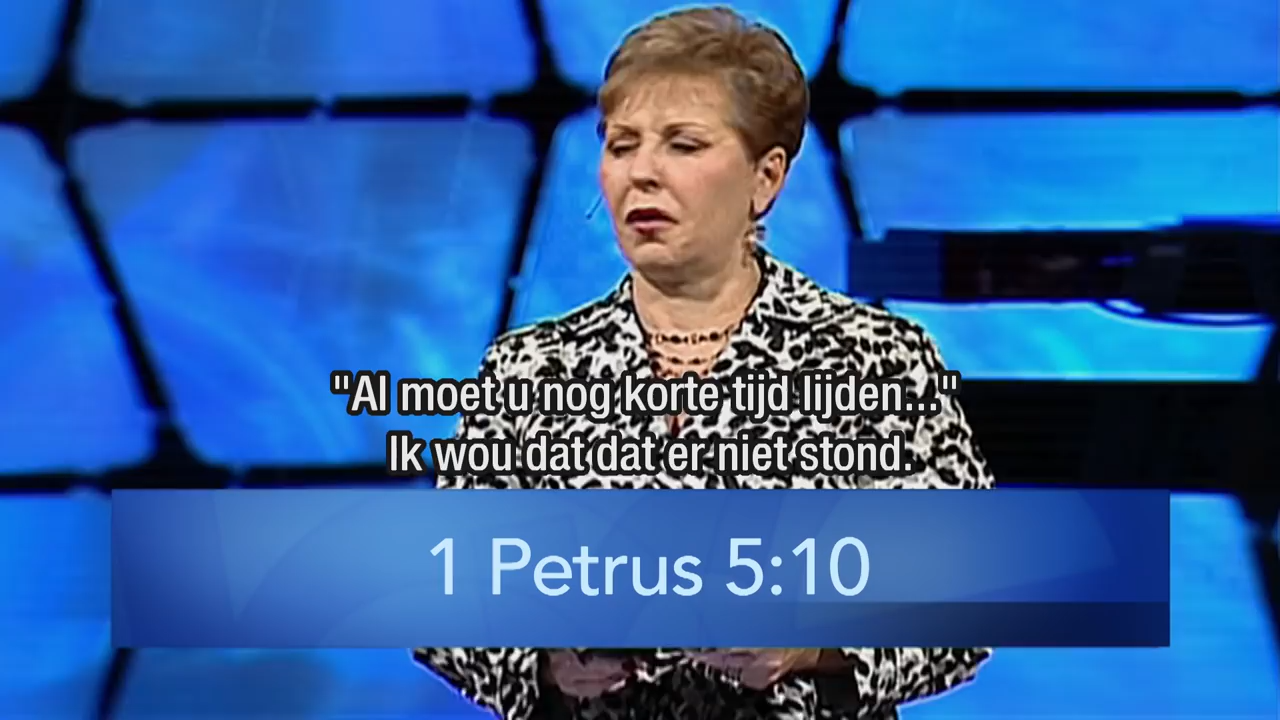 "Al moet u nog korte tijd lijden..."
Ik wou dat dat er niet stond.
1 Petrus 5:10